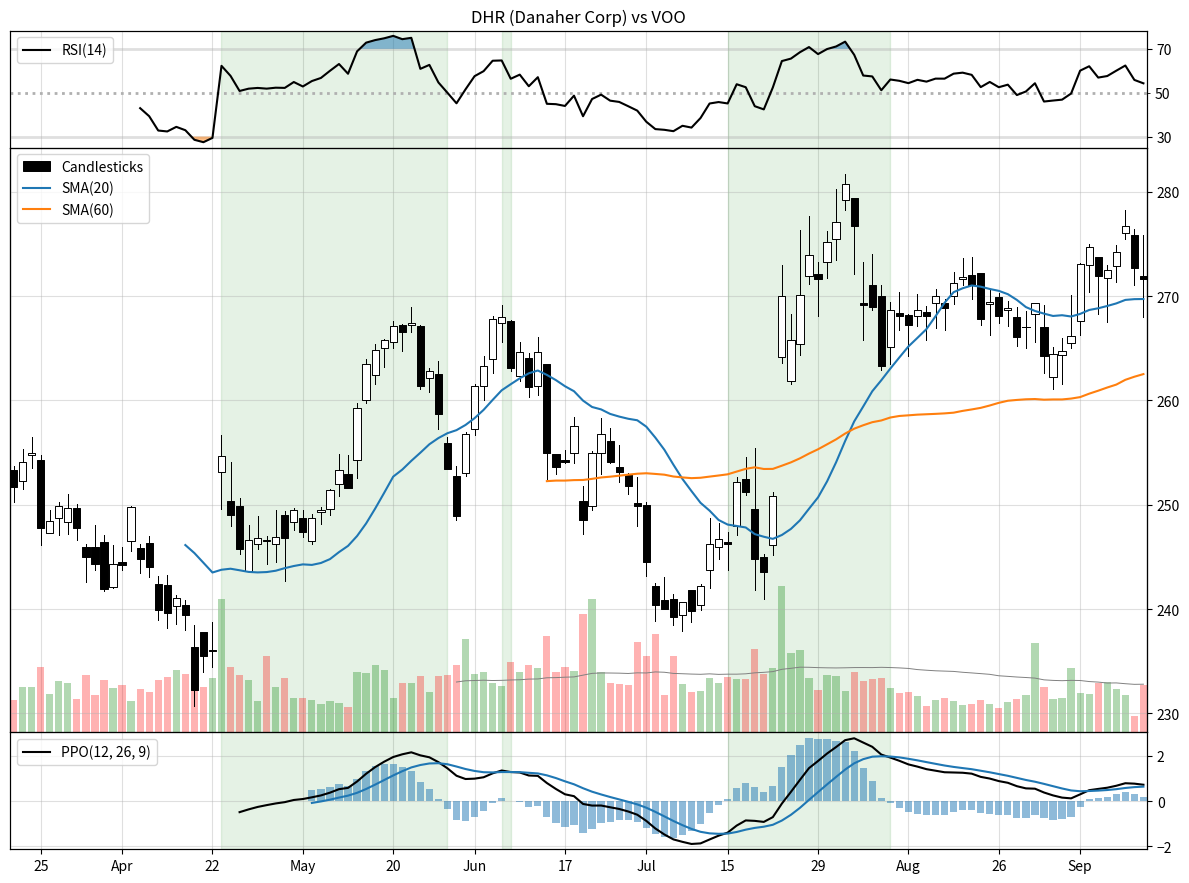 DHR (Danaher Corp) vs VOO
RSI(14)
70
50
30
Candlesticks
SMA(20)
SMA(60)
280
270
260
250
240
230
PPO(12, 26, 9)
2
0
−2
25 Apr 22 May 20 Jun 17 Jul 15 29 Aug 26 Sep